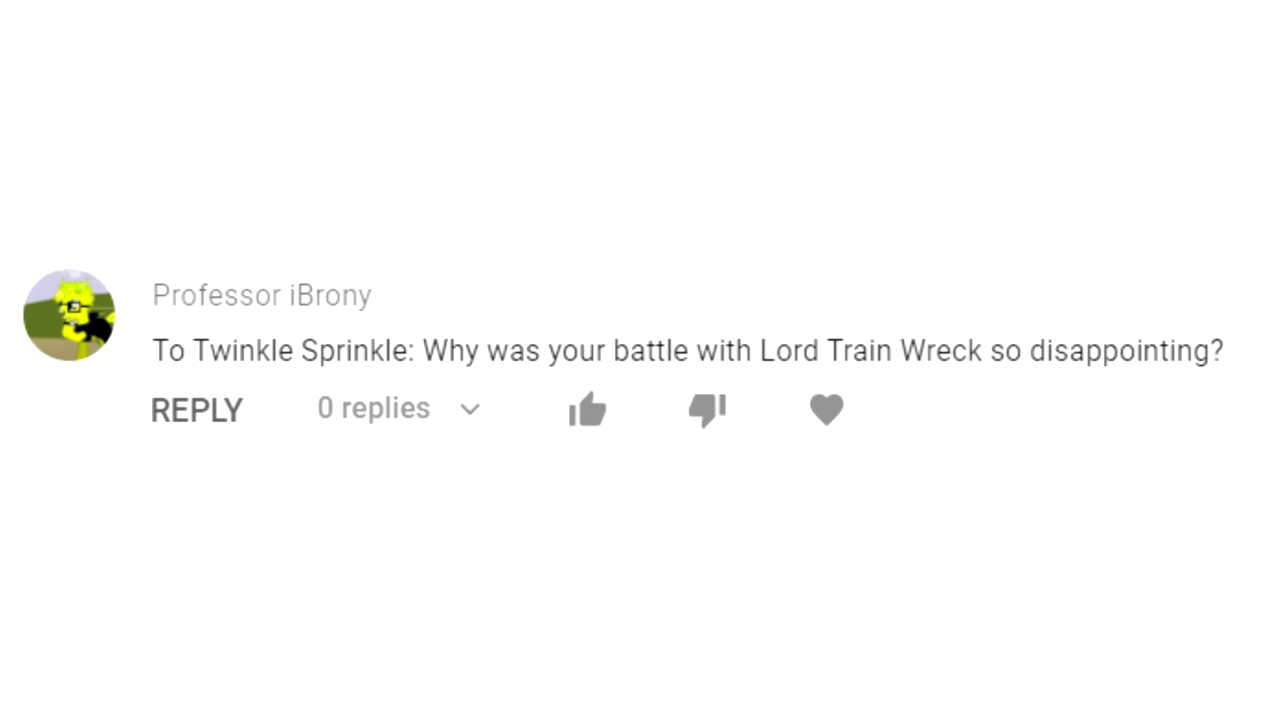 Professor iBrony
To Twinkle Sprinkle: Why was your battle with Lord Train Wreck so disappointing?
REPLY 0 replies